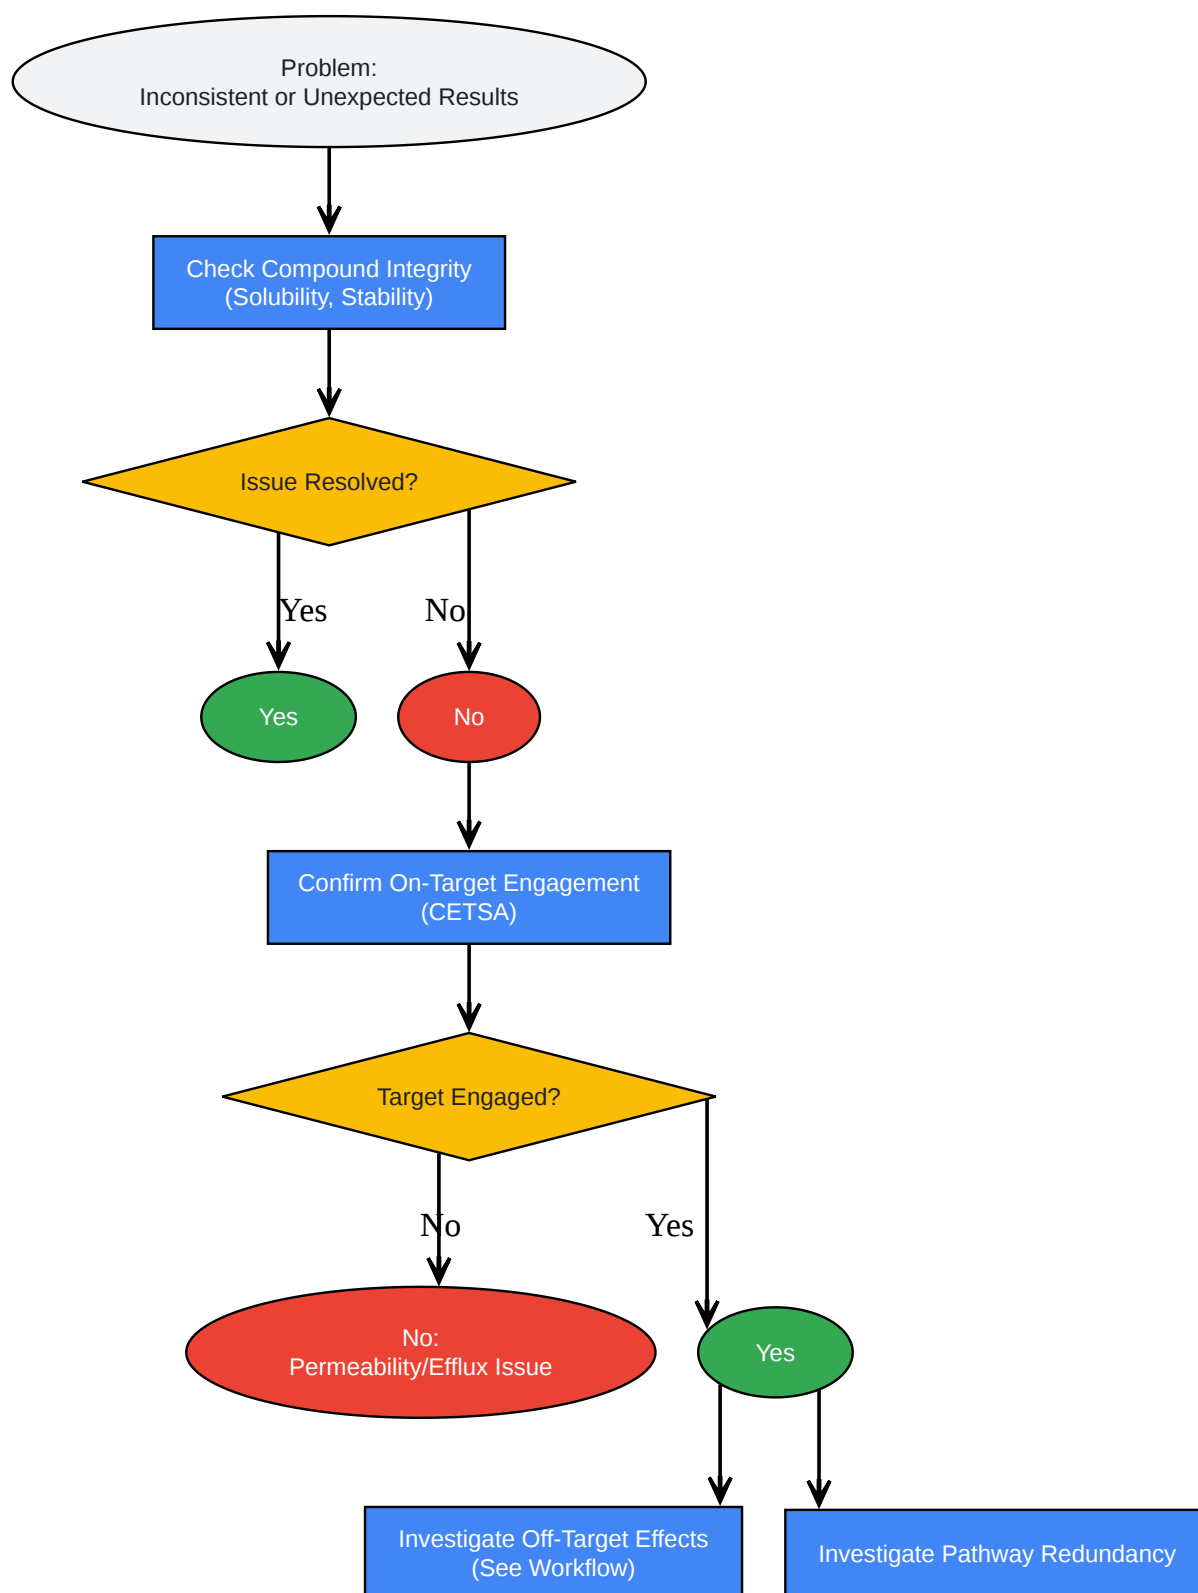 Problem:
Inconsistent or Unexpected Results
Check Compound Integrity
(Solubility, Stability)
Issue Resolved?
Yes
No
Yes
No
Confirm On-Target Engagement
(CETSA)
Target Engaged?
No
Yes
No:
Permeability/Efflux Issue
Yes
Investigate Off-Target Effects
(See Workflow)
Investigate Pathway Redundancy